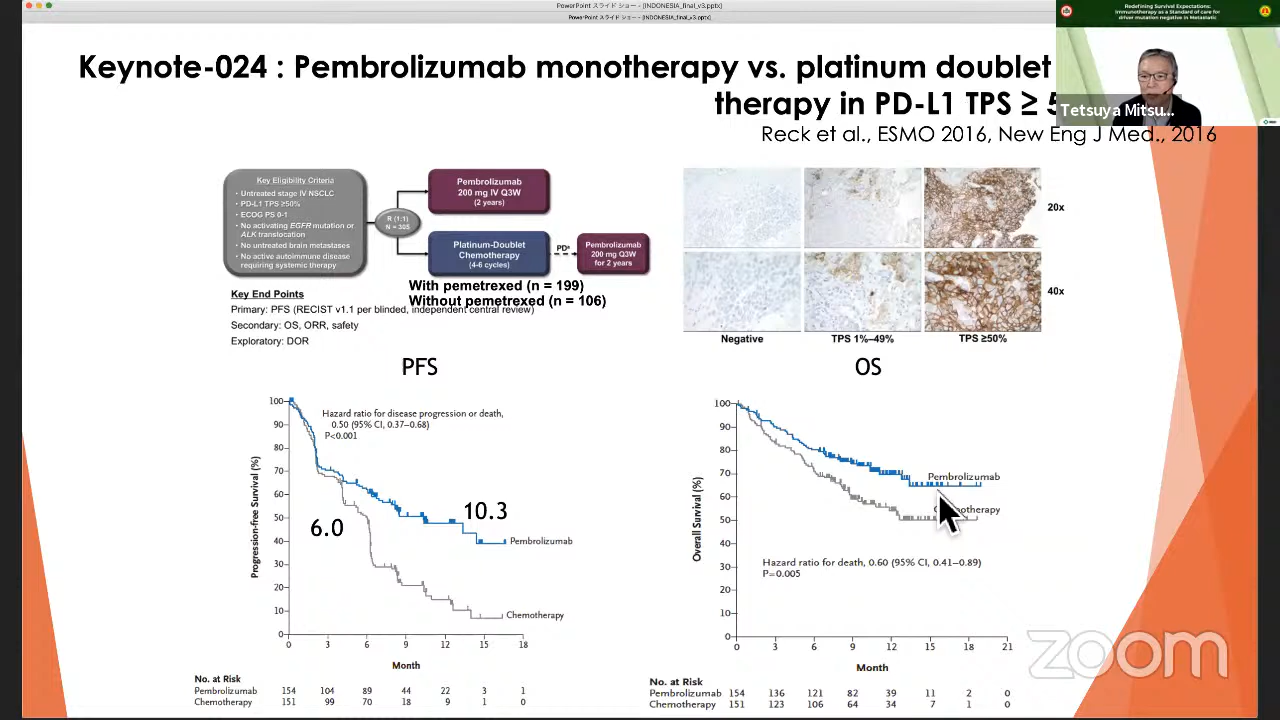 PowerPoint スライド ショー - [INDONESIA_final_v3.pptx]
PowerPoint スライド ショー - [INDONESIA_final_v3.pptx]
Redefining Survival Expectations:
Immunotherapy as a Standard of care for
driver mutation negative in Metastatic
Keynote-024 : Pembrolizumab monotherapy vs. platinum doublet
therapy in PD-L1 TPS ≥ 5
Tetsuya Mitsu...
Reck et al., ESMO 2016, New Eng J Med., 2016
Key Eligibility Criteria
• Untreated stage IV NSCLC
• PD-L1 TPS ≥50%
• ECOG PS 0-1
• No activating EGFR mutation or
ALK translocation
• No untreated brain metastases
• No active autoimmune disease
requiring systemic therapy
R (1:1)
N = 305
Pembrolizumab
200 mg IV Q3W
(2 years)
Platinum-Doublet
Chemotherapy
(4-6 cycles)
PDᵃ
Pembrolizumab
200 mg Q3W
for 2 years
With pemetrexed (n = 199)
Without pemetrexed (n = 106)
Key End Points
Primary: PFS (RECIST v1.1 per blinded, independent central review)
Secondary: OS, ORR, safety
Exploratory: DOR
20x
40x
Negative TPS 1%–49% TPS ≥50%
PFS
100
90
80
70
60
50
40
30
20
10
0
Progression-free Survival (%)
Hazard ratio for disease progression or death,
0.50 (95% CI, 0.37–0.68)
P<0.001
6.0
10.3
Pembrolizumab
Chemotherapy
0 3 6 9 12 15 18
Month
No. at Risk
Pembrolizumab 154 104 89 44 22 3 1
Chemotherapy 151 99 70 18 9 1 0
OS
100
90
80
70
60
50
40
30
20
10
0
Overall Survival (%)
Pembrolizumab
Chemotherapy
Hazard ratio for death, 0.60 (95% CI, 0.41–0.89)
P=0.005
0 3 6 9 12 15 18 21
Month
No. at Risk
Pembrolizumab 154 136 121 82 39 11 2 0
Chemotherapy 151 123 106 64 34 7 1 0
zoom